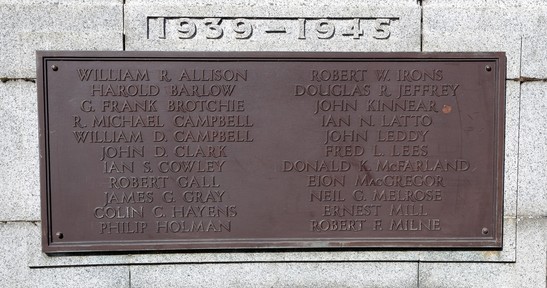 1939-1945
WILLIAM R. ALLISON
HAROLD BARLOW
G. FRANK BROTCHIE
R. MICHAEL CAMPBELL
WILLIAM D. CAMPBELL
JOHN D. CLARK
IAN S. COWLEY
ROBERT GALL
JAMES G. GRAY
COLIN C. HAYENS
PHILIP HOLMAN
ROBERT W. IRONS
DOUGLAS R. JEFFREY
JOHN KINNEAR
IAN N. LATTO
JOHN LEDDY
FRED L. LEES
DONALD K. McFARLAND
EION MacGREGOR
NEIL G. MELROSE
ERNEST MILL
ROBERT F. MILNE